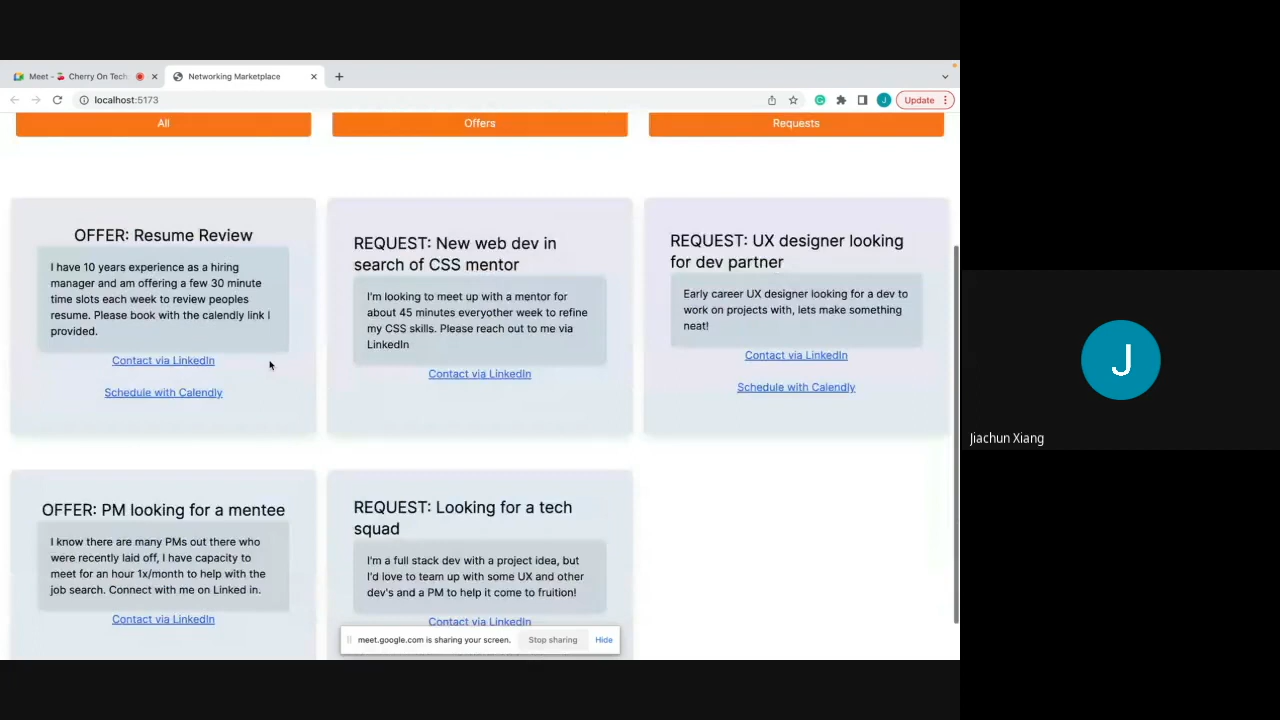 Meet - 🍒 Cherry On Tech
Networking Marketplace
localhost:5173
J
Update
All
Offers
Requests
OFFER: Resume Review
I have 10 years experience as a hiring
manager and am offering a few 30 minute
time slots each week to review peoples
resume. Please book with the calendly link I
provided.
Contact via LinkedIn
Schedule with Calendly
REQUEST: New web dev in
search of CSS mentor
I'm looking to meet up with a mentor for
about 45 minutes everyother week to refine
my CSS skills. Please reach out to me via
LinkedIn
Contact via LinkedIn
REQUEST: UX designer looking
for dev partner
Early career UX designer looking for a dev to
work on projects with, lets make something
neat!
Contact via LinkedIn
Schedule with Calendly
OFFER: PM looking for a mentee
I know there are many PMs out there who
were recently laid off, I have capacity to
meet for an hour 1x/month to help with the
job search. Connect with me on Linked in.
Contact via LinkedIn
REQUEST: Looking for a tech
squad
I'm a full stack dev with a project idea, but
I'd love to team up with some UX and other
dev's and a PM to help it come to fruition!
Contact via LinkedIn
meet.google.com is sharing your screen.
Stop sharing
Hide
J
Jiachun Xiang